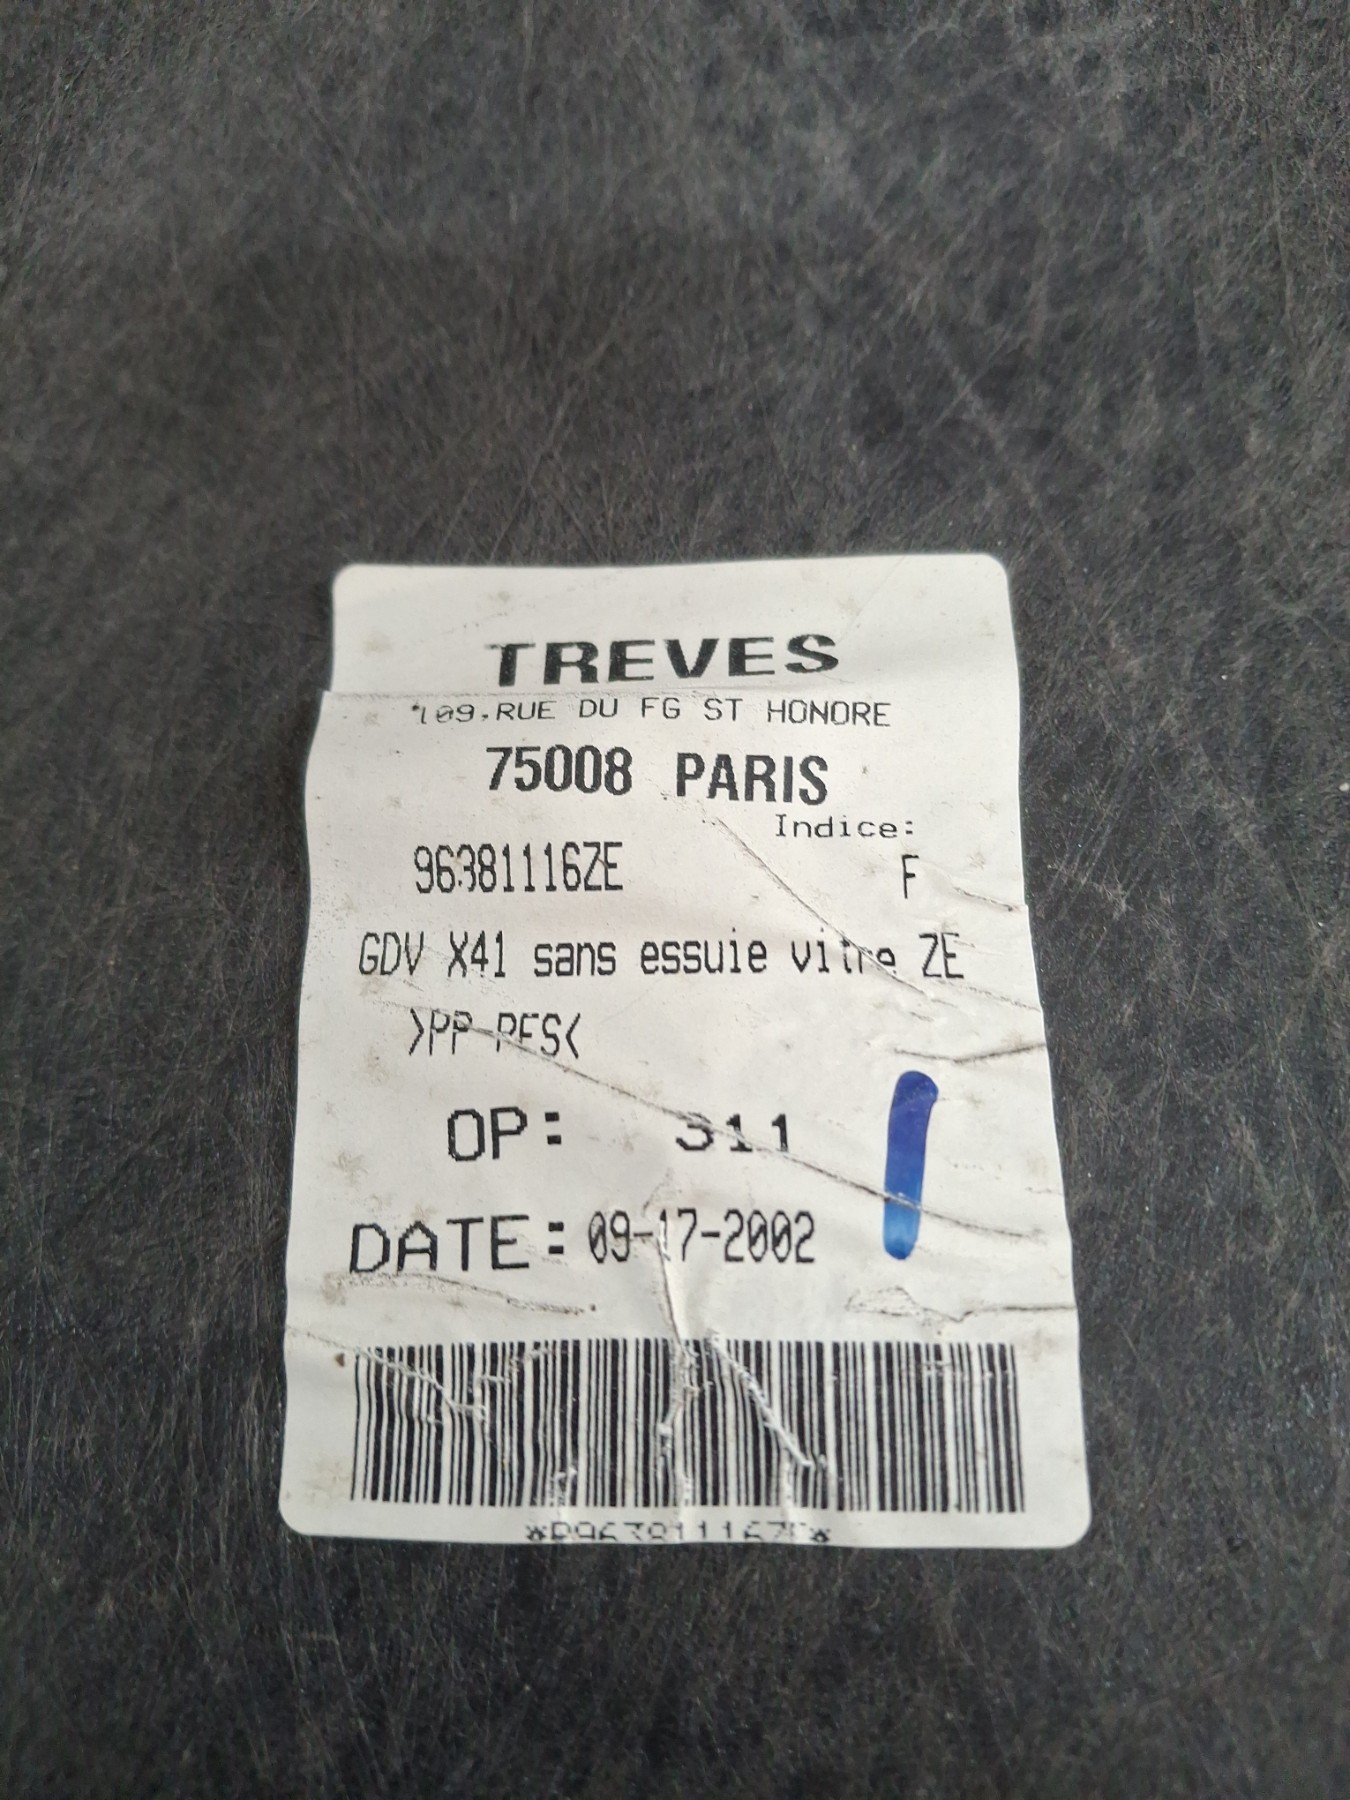 TREVES
109,RUE DU FG ST HONORE
75008 PARIS
Indice:
96381116ZE F
GDV X41 sans essuie vitre ZE
>PP PES<
OP: 311
DATE: 09-17-2002
*P96381116ZE*